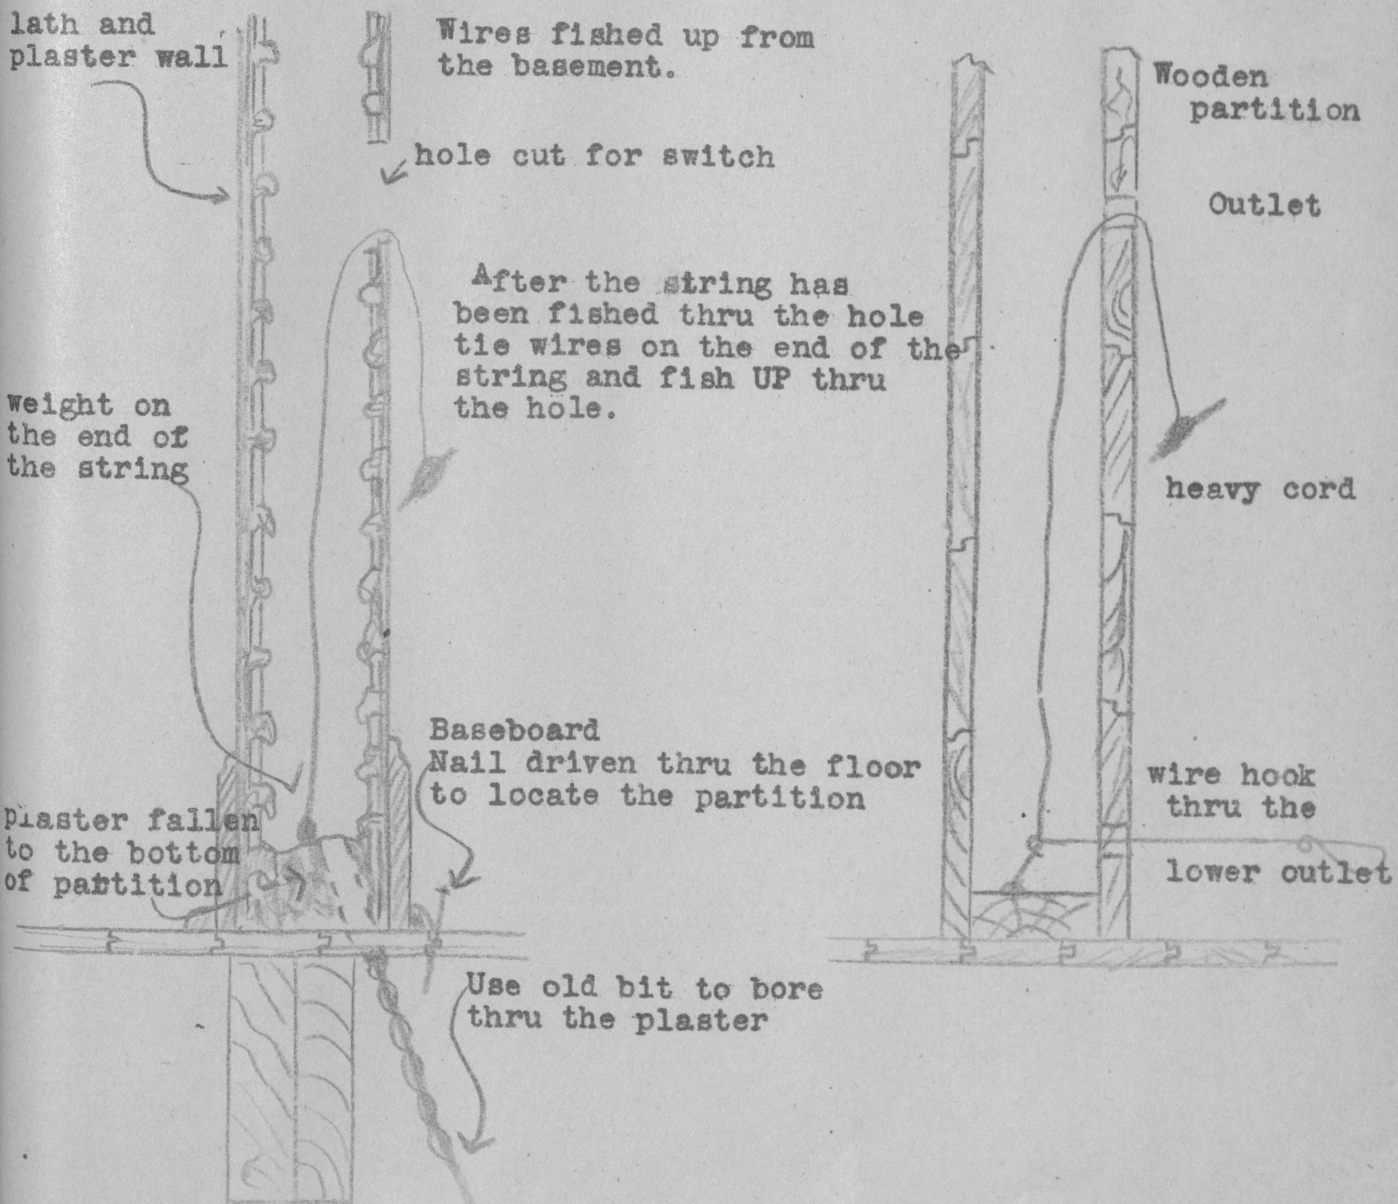 lath and
plaster wall
Wires fished up from
the basement.
hole cut for switch
After the string has
been fished thru the hole
tie wires on the end of the
string and fish UP thru
the hole.
weight on
the end of
the string
Baseboard
Nail driven thru the floor
to locate the partition
plaster fallen
to the bottom
of partition
Use old bit to bore
thru the plaster
Wooden
partition
Outlet
heavy cord
wire hook
thru the
lower outlet